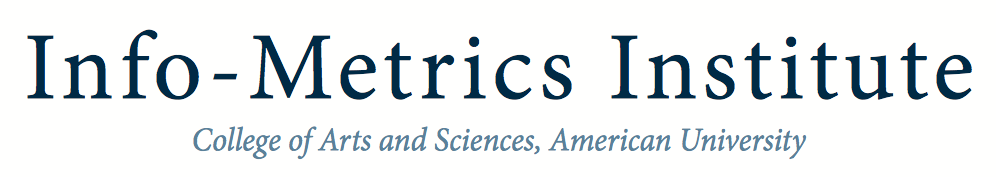 Info-Metrics Institute
College of Arts and Sciences, American University